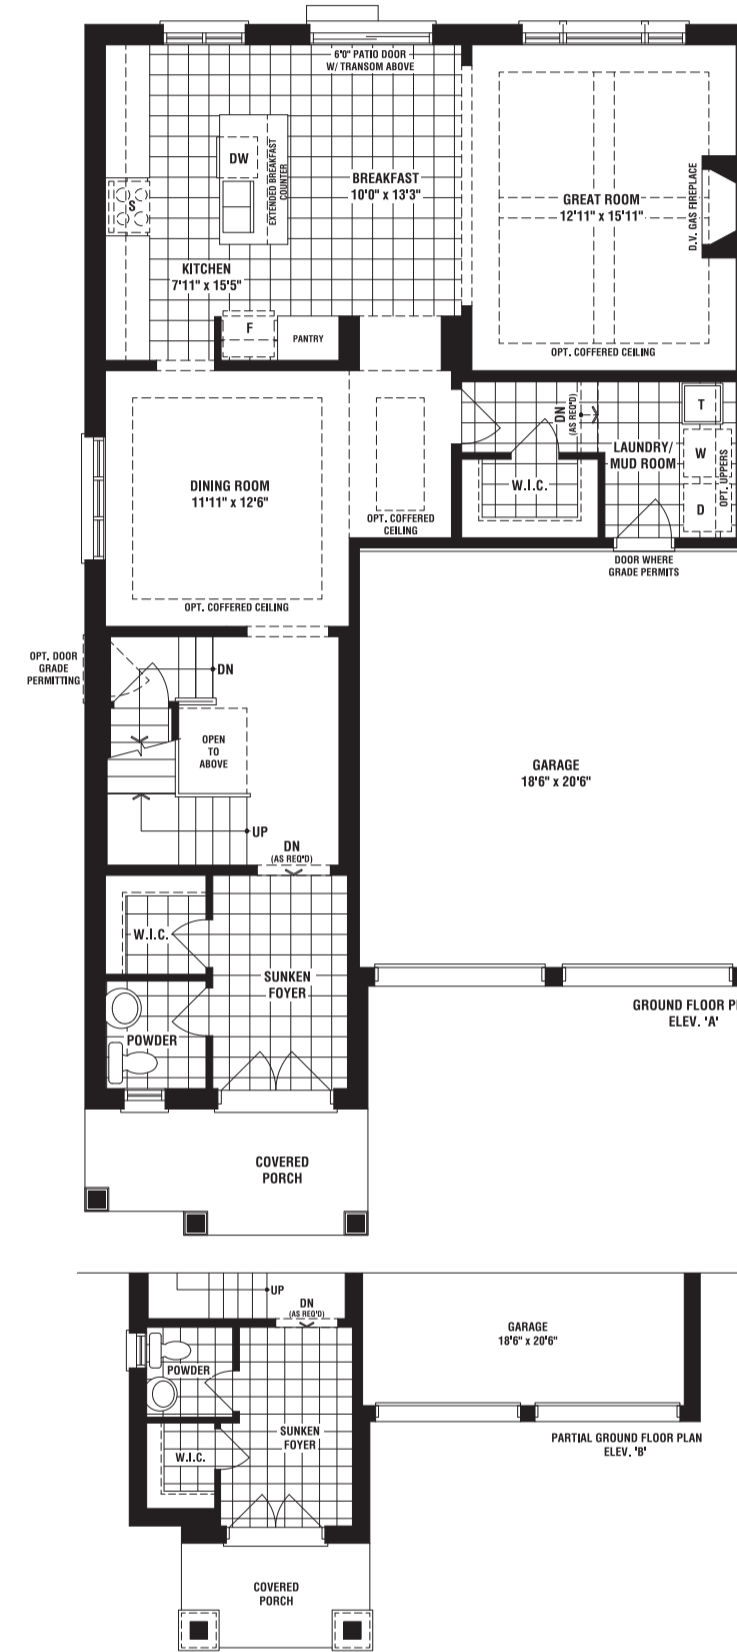 6'0" PATIO DOOR
W/ TRANSOM ABOVE
DW
EXTENDED BREAKFAST
COUNTER
BREAKFAST
10'0" x 13'3"
S
GREAT ROOM
12'11" x 15'11"
D.V. GAS FIREPLACE
KITCHEN
7'11" x 15'5"
F
PANTRY
OPT. COFFERED CEILING
DN
(AS REQ'D)
T
LAUNDRY/
MUD ROOM
W
OPT. UPPERS
D
W.I.C.
DINING ROOM
11'11" x 12'6"
OPT. COFFERED
CEILING
DOOR WHERE
GRADE PERMITS
OPT. COFFERED CEILING
OPT. DOOR
GRADE
PERMITTING
DN
OPEN
TO
ABOVE
GARAGE
18'6" x 20'6"
UP
DN
(AS REQ'D)
W.I.C.
SUNKEN
FOYER
POWDER
GROUND FLOOR P
ELEV. 'A'
COVERED
PORCH
UP
DN
(AS REQ'D)
GARAGE
18'6" x 20'6"
POWDER
SUNKEN
FOYER
W.I.C.
PARTIAL GROUND FLOOR PLAN
ELEV. 'B'
COVERED
PORCH